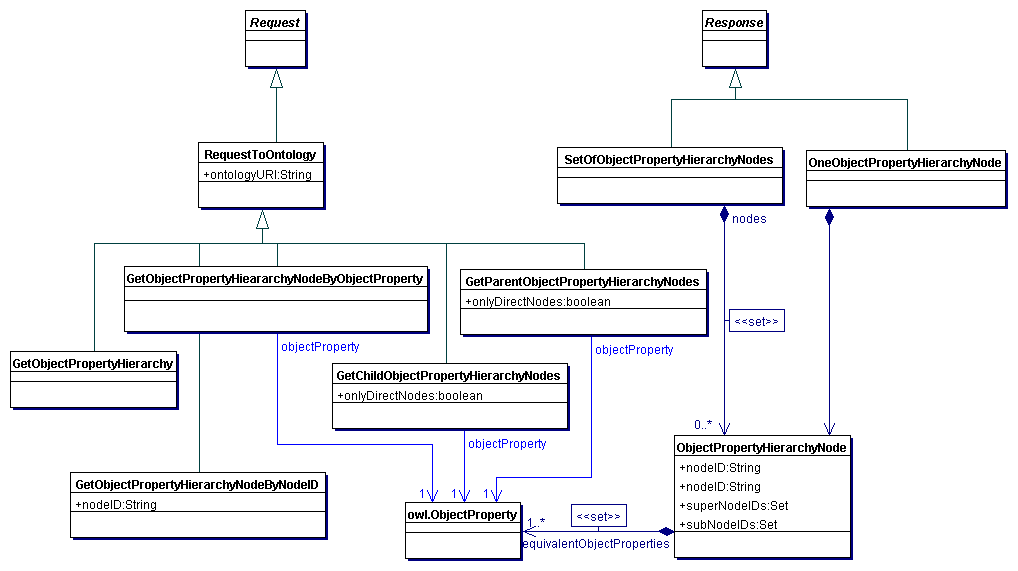 Request
Response
RequestToOntology
+ontologyURI:String
SetOfObjectPropertyHierarchyNodes
OneObjectPropertyHierarchyNode
nodes
GetObjectPropertyHieararchyNodeByObjectProperty
GetParentObjectPropertyHierarchyNodes
+onlyDirectNodes:boolean
<<set>>
objectProperty
objectProperty
GetObjectPropertyHierarchy
GetChildObjectPropertyHierarchyNodes
+onlyDirectNodes:boolean
0..*
objectProperty
ObjectPropertyHierarchyNode
+nodeID:String
+nodeID:String
+superNodeIDs:Set
+subNodeIDs:Set
GetObjectPropertyHierarchyNodeByNodeID
+nodeID:String
1
1
1
owl.ObjectProperty
1..*
<<set>>
equivalentObjectProperties